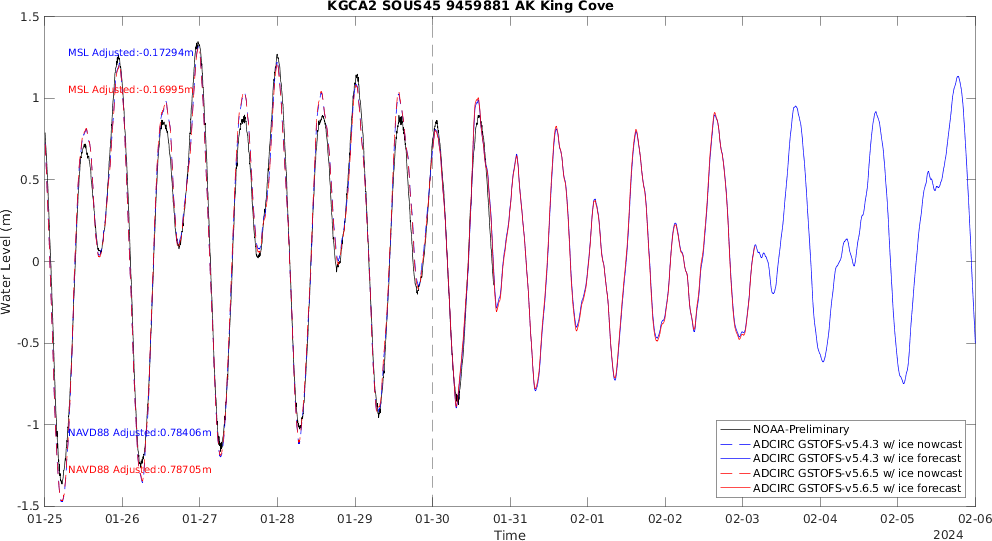 KGCA2 SOUS45 9459881 AK King Cove
1.5
1
0.5
0
-0.5
-1
-1.5
Water Level (m)
MSL Adjusted:-0.17294m
MSL Adjusted:-0.16995m
NAVD88 Adjusted:0.78406m
NAVD88 Adjusted:0.78705m
NOAA-Preliminary
ADCIRC GSTOFS-v5.4.3 w/ ice nowcast
ADCIRC GSTOFS-v5.4.3 w/ ice forecast
ADCIRC GSTOFS-v5.6.5 w/ ice nowcast
ADCIRC GSTOFS-v5.6.5 w/ ice forecast
01-25 01-26 01-27 01-28 01-29 01-30 01-31 02-01 02-02 02-03 02-04 02-05 02-06
Time
2024